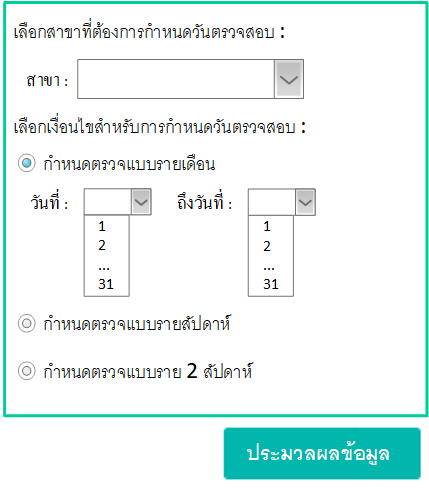 เลือกสาขาที่ต้องการกำหนดวันตรวจสอบ :
สาขา :
เลือกเงื่อนไขสำหรับการกำหนดวันตรวจสอบ :
กำหนดตรวจแบบรายเดือน
วันที่ : ถึงวันที่ :
1 1
2 2
... ...
31 31
กำหนดตรวจแบบรายสัปดาห์
กำหนดตรวจแบบราย 2 สัปดาห์
ประมวลผลข้อมูล